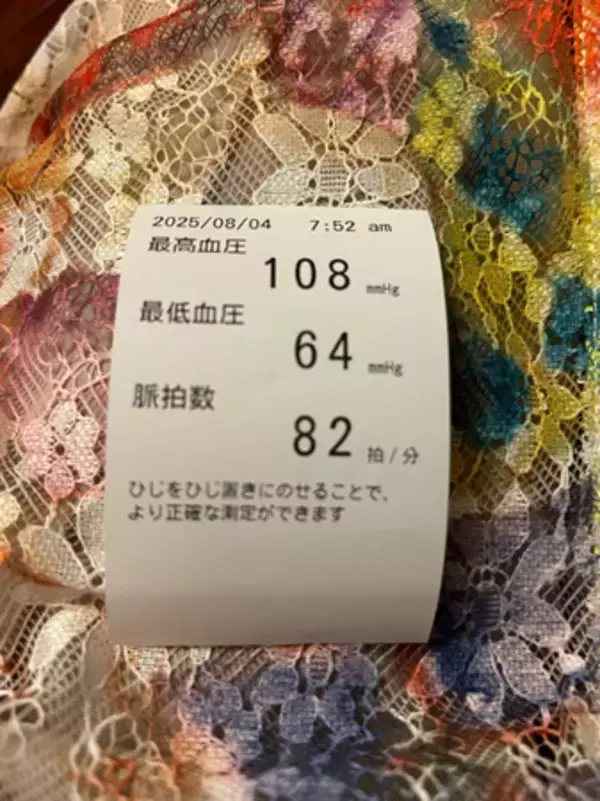 2025/08/04 7:52 am
最高血圧
108 mmHg
最低血圧
64 mmHg
脈拍数
82 拍/分
ひじをひじ置きにのせることで、
より正確な測定ができます